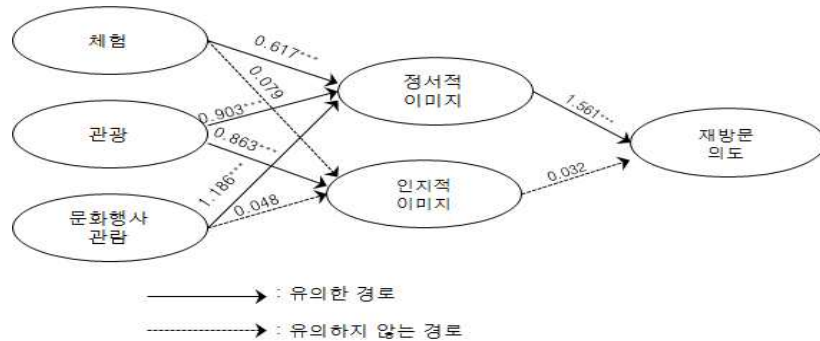 체험
0.617***
0.079
정서적
이미지
0.903***
1.561***
관광
0.863***
재방문
의도
1.186***
0.032
인지적
이미지
0.048
문화행사
관람
: 유의한 경로
: 유의하지 않는 경로